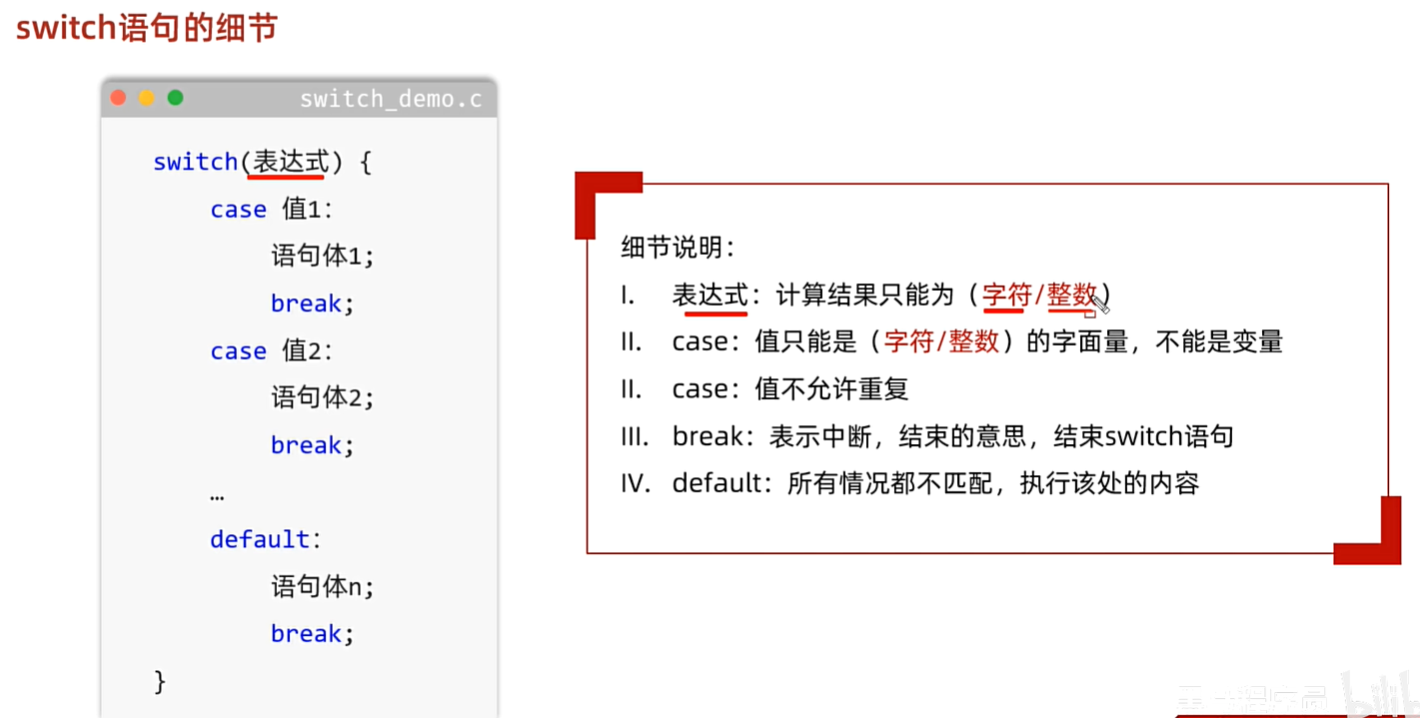 switch语句的细节
switch_demo.c
switch(表达式) {
case 值1:
语句体1;
break;
case 值2:
语句体2;
break;
…
default:
语句体n;
break;
}
细节说明：
I. 表达式：计算结果只能为（字符/整数）
II. case：值只能是（字符/整数）的字面量，不能是变量
II. case：值不允许重复
III. break：表示中断，结束的意思，结束switch语句
IV. default：所有情况都不匹配，执行该处的内容